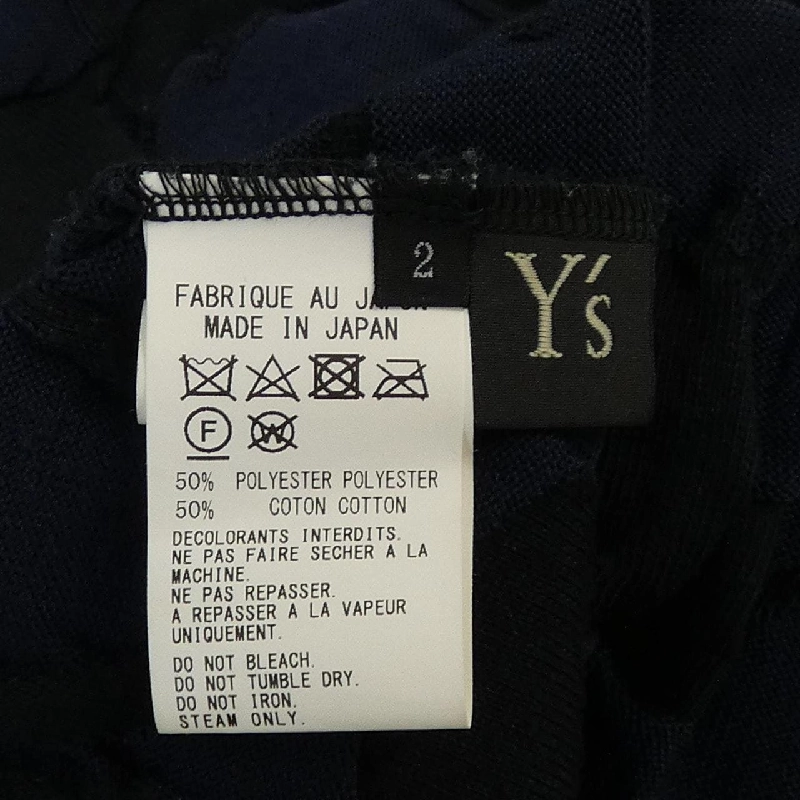 2
Y's
FABRIQUE AU JAPON
MADE IN JAPAN
F
W
50% POLYESTER POLYESTER
50% COTON COTTON
DECOLORANTS INTERDITS.
NE PAS FAIRE SECHER A LA
MACHINE.
NE PAS REPASSER.
A REPASSER A LA VAPEUR
UNIQUEMENT.
DO NOT BLEACH.
DO NOT TUMBLE DRY.
DO NOT IRON.
STEAM ONLY.